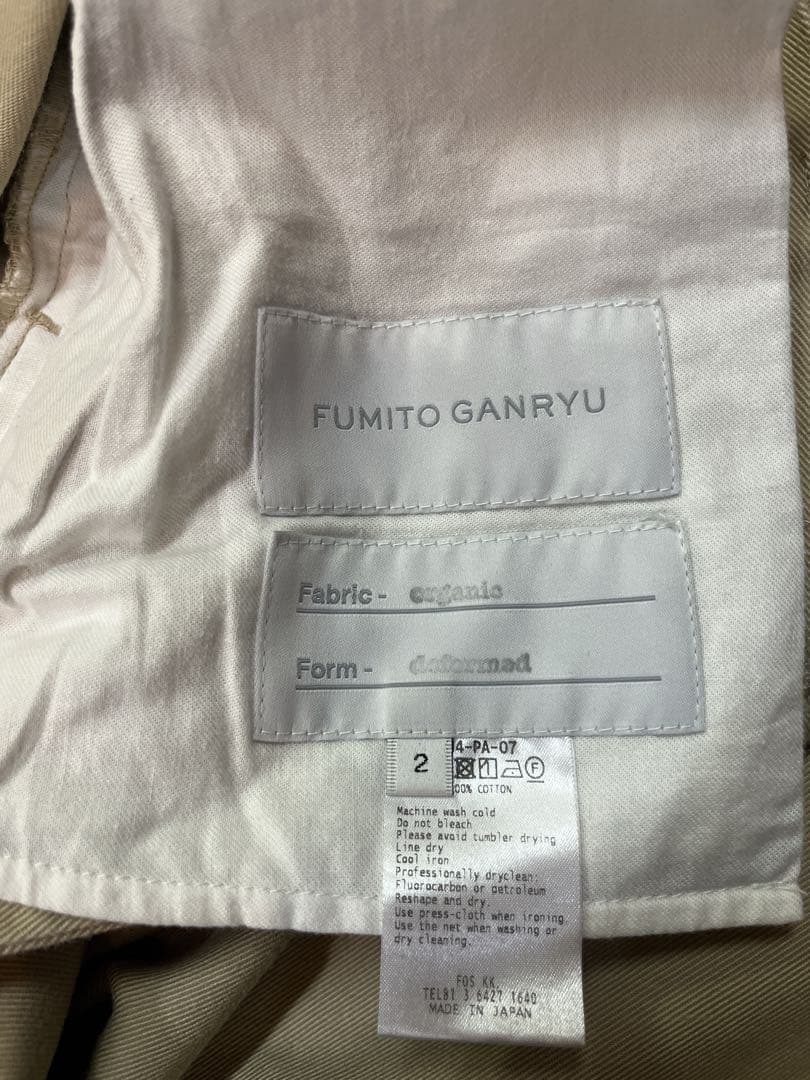 FUMITO GANRYU
Fabric - organic
Form - deformed
2
4-PA-07
F
00% COTTON
Machine wash cold
Do not bleach
Please avoid tumbler drying
Line dry
Cool iron
Professionally dryclean:
Fluorocarbon or petroleum
Reshape and dry.
Use press-cloth when ironing
Use the net when washing or
dry cleaning.
FOS KK.
TEL81 3 6427 1640
MADE IN JAPAN